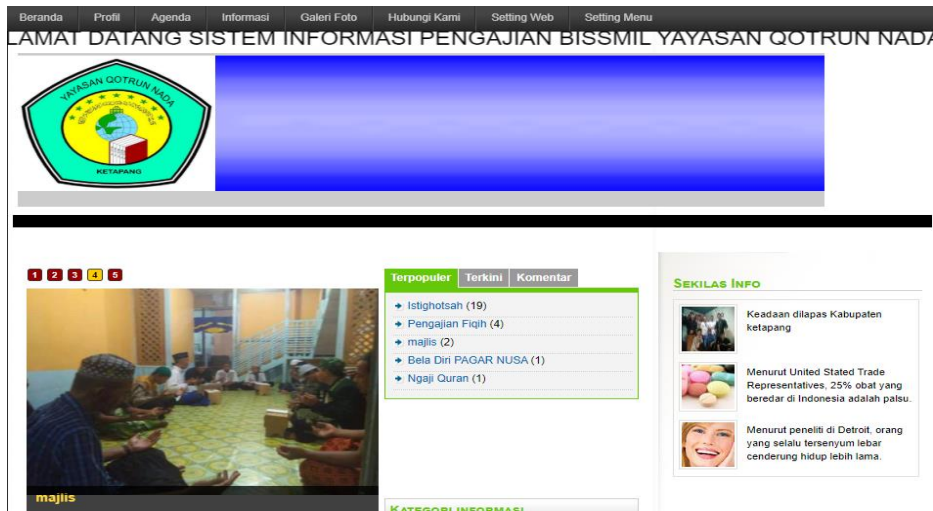 Beranda Profil Agenda Informasi Galeri Foto Hubungi Kami Setting Web Setting Menu
LAMAT DATANG SISTEM INFORMASI PENGAJIAN BISSMIL YAYASAN QOTRUN NADA
YAYASAN QOTRUN NADA
KETAPANG
1 2 3 4 5
majlis
Terpopuler Terkini Komentar
Istighotsah (19)
Pengajian Fiqih (4)
majlis (2)
Bela Diri PAGAR NUSA (1)
Ngaji Quran (1)
KATEGORI INFORMASI
SEKILAS INFO
Keadaan dilapas Kabupaten
ketapang
Menurut United Stated Trade
Representatives, 25% obat yang
beredar di Indonesia adalah palsu.
Menurut peneliti di Detroit, orang
yang selalu tersenyum lebar
cenderung hidup lebih lama.